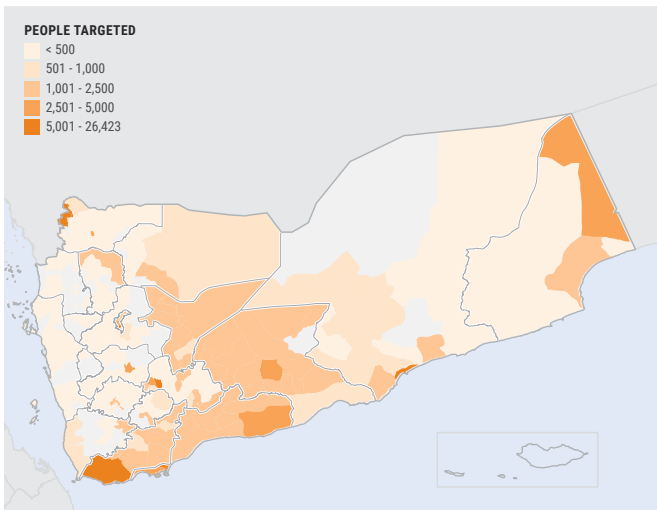 PEOPLE TARGETED
< 500
501 - 1,000
1,001 - 2,500
2,501 - 5,000
5,001 - 26,423